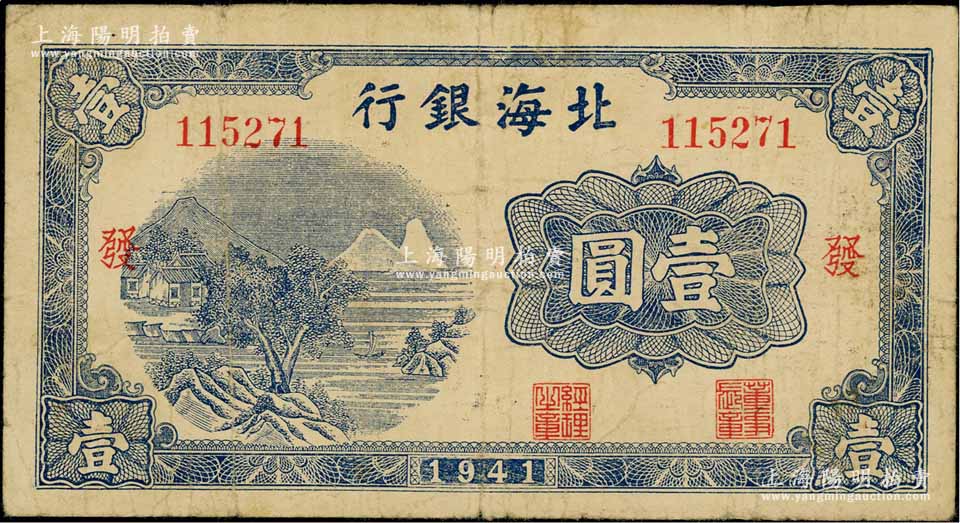 上海陽明拍賣
www.yangmingauction.com
行銀海北
壹
壹
115271
115271
發
發
圓壹
上海陽明拍賣
www.yangmingauction.com
經理之章
董事長章
壹
壹
1941
上海陽明拍賣
www.yangmingauction.com